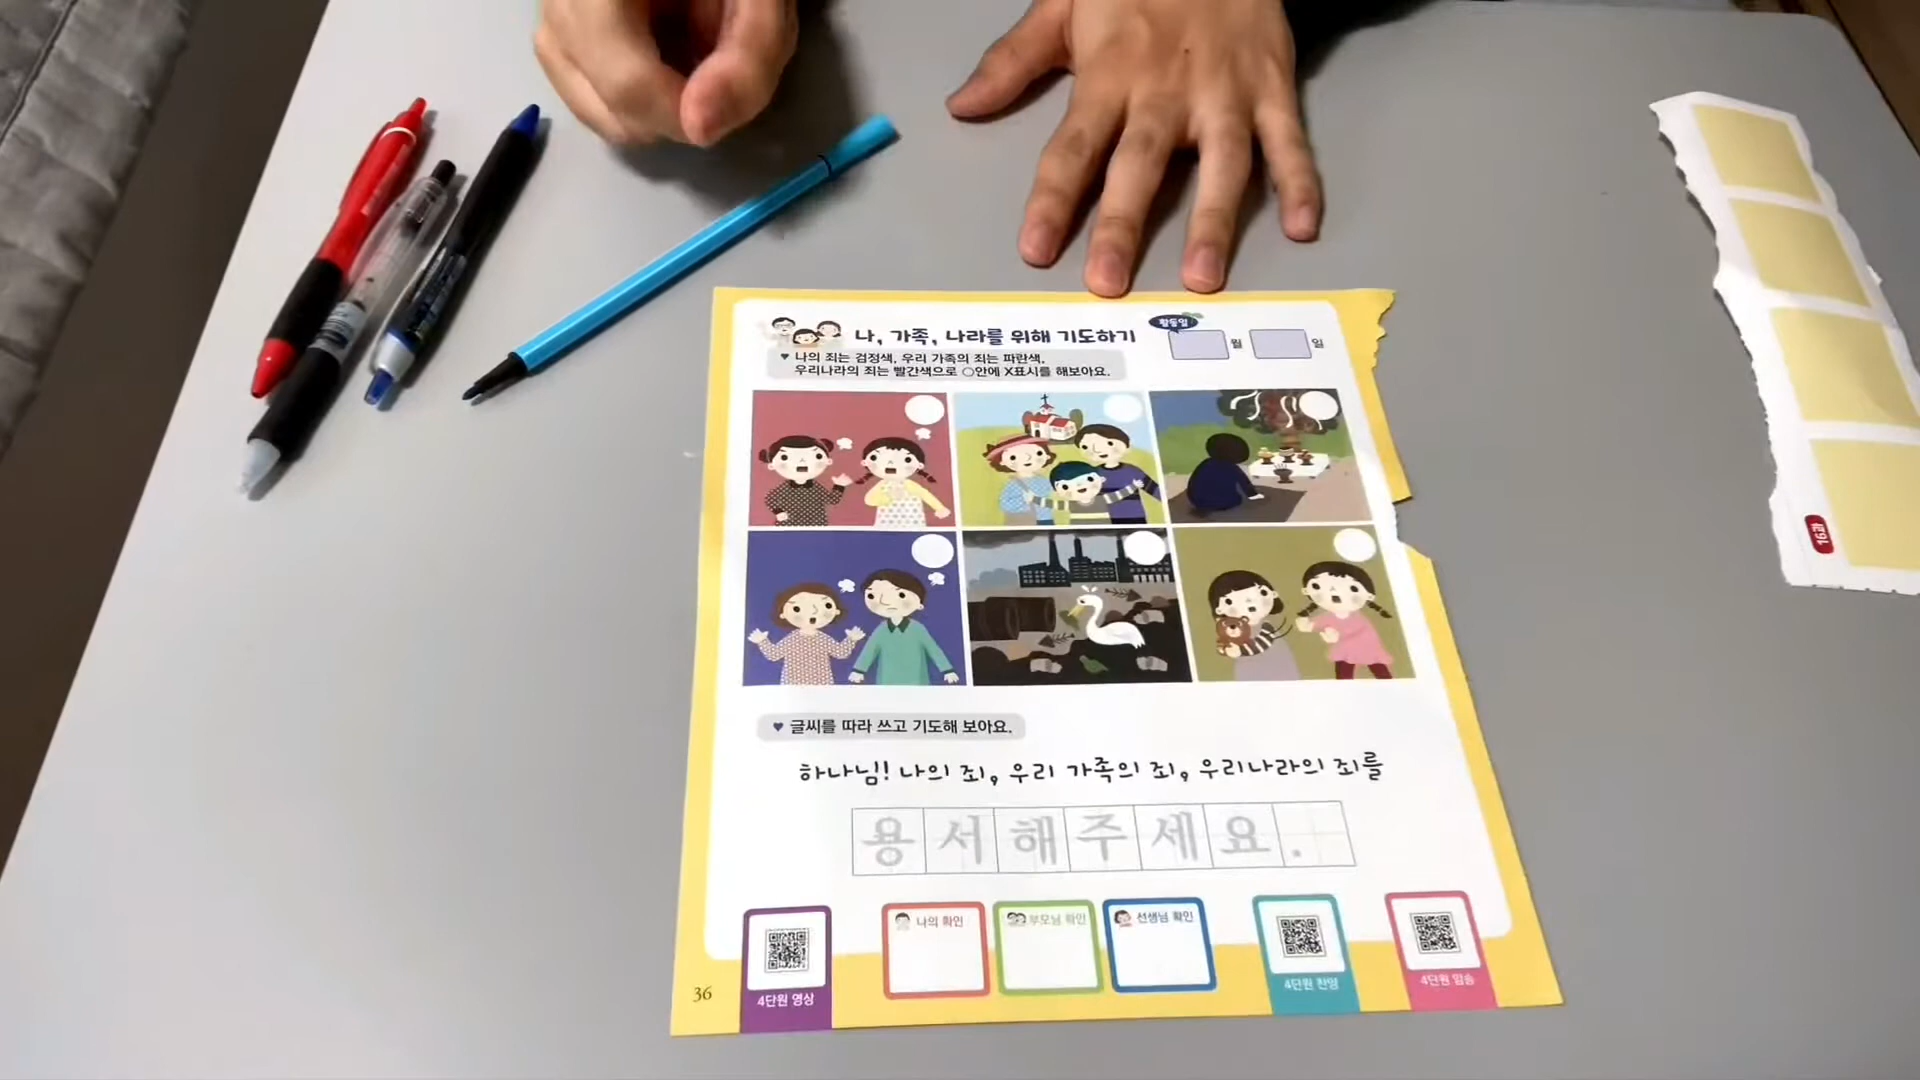 나, 가족, 나라를 위해 기도하기
활동일
월 일
♥ 나의 죄는 검정색, 우리 가족의 죄는 파란색,
우리나라의 죄는 빨간색으로 ○안에 X표시를 해보아요.
♥ 글씨를 따라 쓰고 기도해 보아요.
하나님! 나의 죄, 우리 가족의 죄, 우리나라의 죄를
용서해주세요.
나의 확인 부모님 확인 선생님 확인
36 4단원 영상 4단원 찬양 4단원 암송
16과